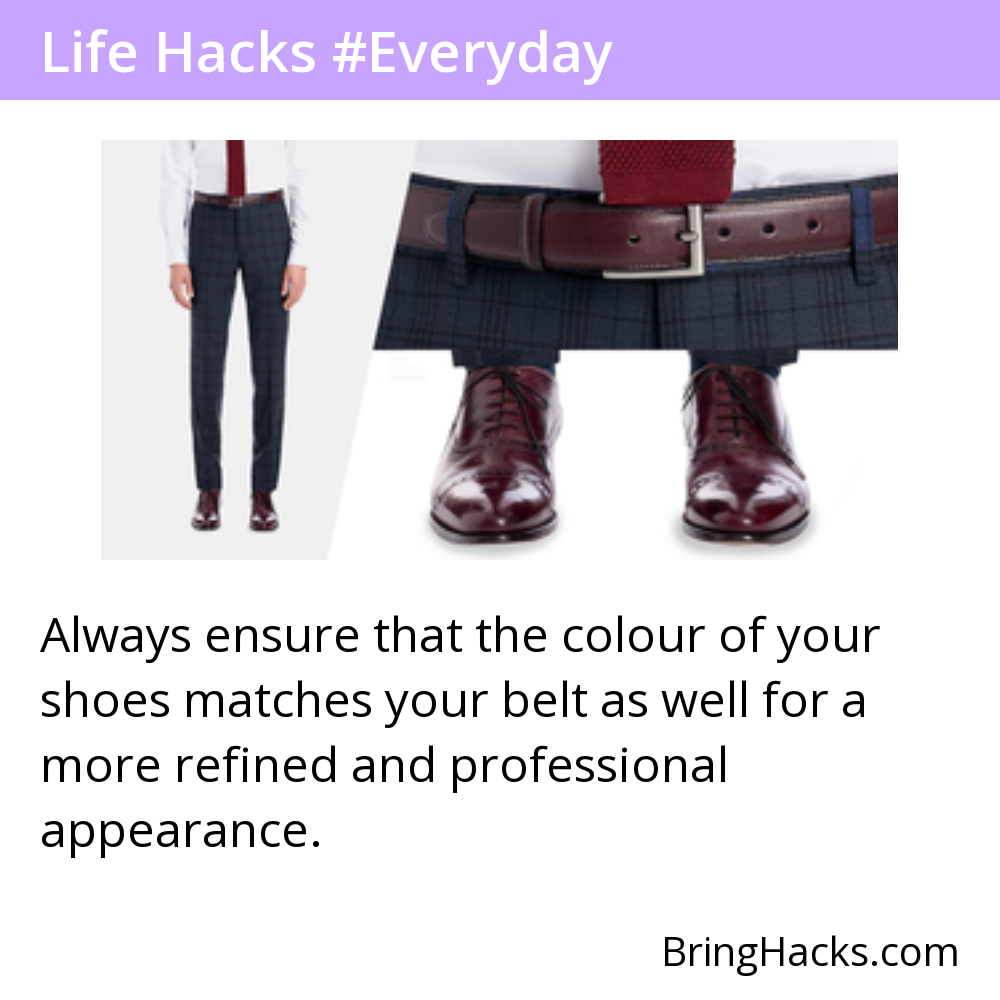 Life Hacks #Everyday
Always ensure that the colour of your
shoes matches your belt as well for a
more refined and professional
appearance.
BringHacks.com